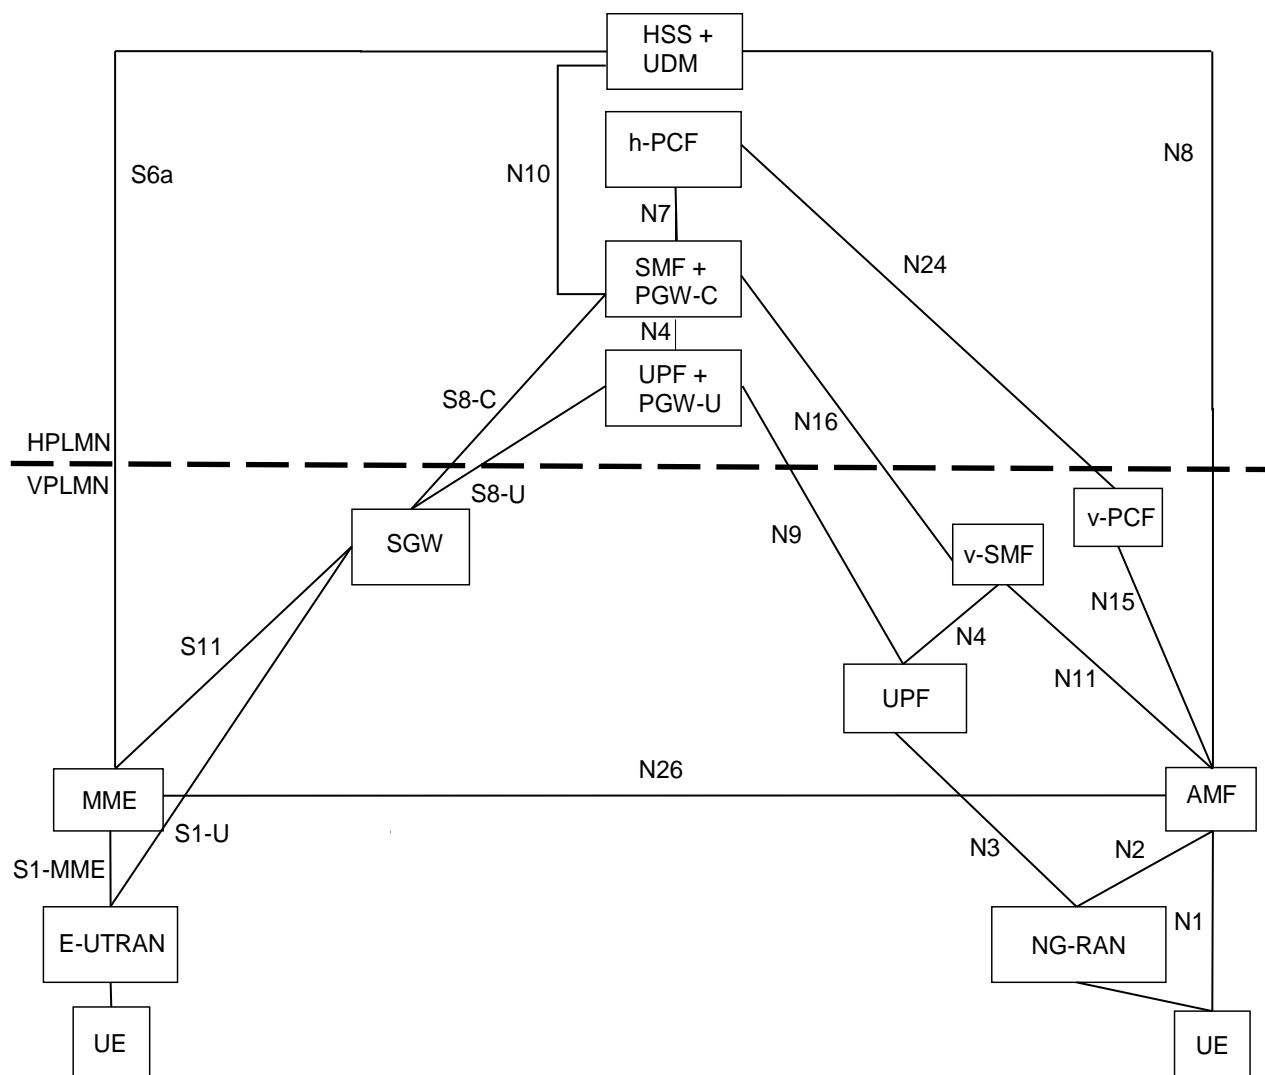 HSS +
UDM
h-PCF
N8
S6a
N10
N7
N24
SMF +
PGW-C
N4
UPF +
PGW-U
S8-C
N16
HPLMN
VPLMN
S8-U
v-PCF
N9
SGW
v-SMF
N15
S11
N4
N11
UPF
N26
MME
AMF
S1-U
N3
N2
S1-MME
N1
E-UTRAN
NG-RAN
UE
UE